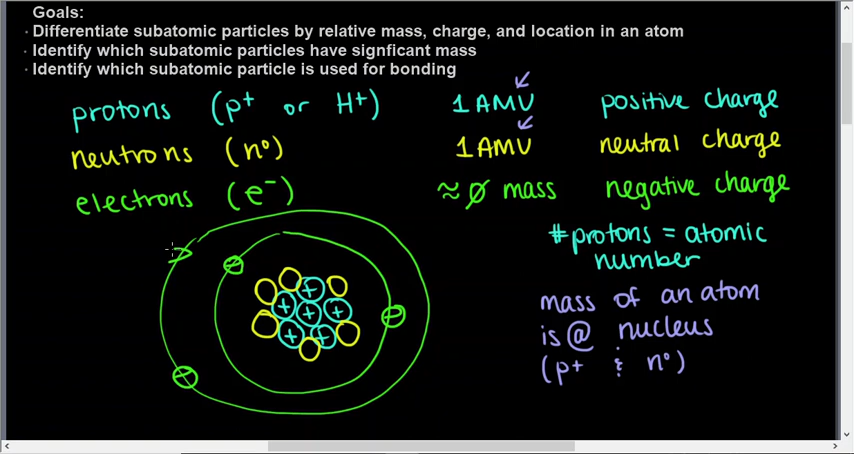 Goals:
· Differentiate subatomic particles by relative mass, charge, and location in an atom
· Identify which subatomic particles have signficant mass
· Identify which subatomic particle is used for bonding
protons (p+ or H+) 1 AMU positive charge
neutrons (n⁰) 1 AMU neutral charge
electrons (e⁻) ≈ ∅ mass negative charge
#protons = atomic
number
mass of an atom
is @ nucleus
(p+ & n⁰)